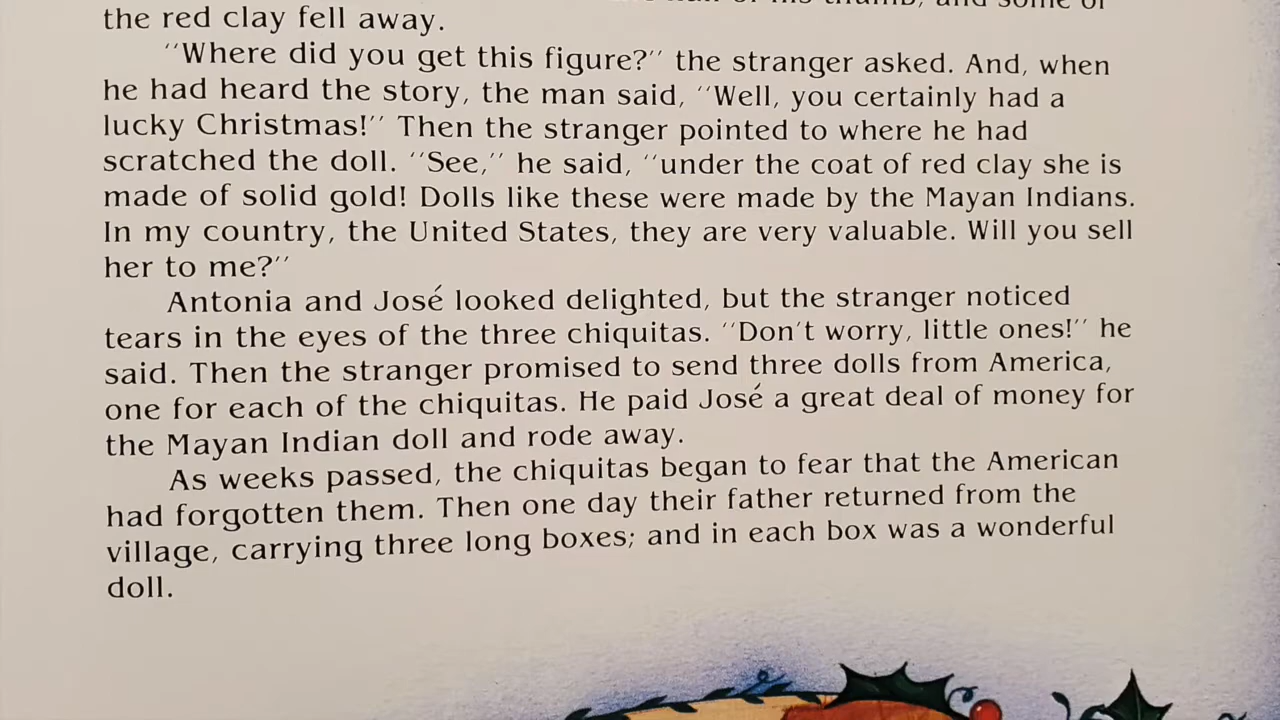 his thumb, and some of
the red clay fell away.
"Where did you get this figure?" the stranger asked. And, when
he had heard the story, the man said, "Well, you certainly had a
lucky Christmas!" Then the stranger pointed to where he had
scratched the doll. "See," he said, "under the coat of red clay she is
made of solid gold! Dolls like these were made by the Mayan Indians.
In my country, the United States, they are very valuable. Will you sell
her to me?"
Antonia and José looked delighted, but the stranger noticed
tears in the eyes of the three chiquitas. "Don't worry, little ones!" he
said. Then the stranger promised to send three dolls from America,
one for each of the chiquitas. He paid José a great deal of money for
the Mayan Indian doll and rode away.
As weeks passed, the chiquitas began to fear that the American
had forgotten them. Then one day their father returned from the
village, carrying three long boxes; and in each box was a wonderful
doll.